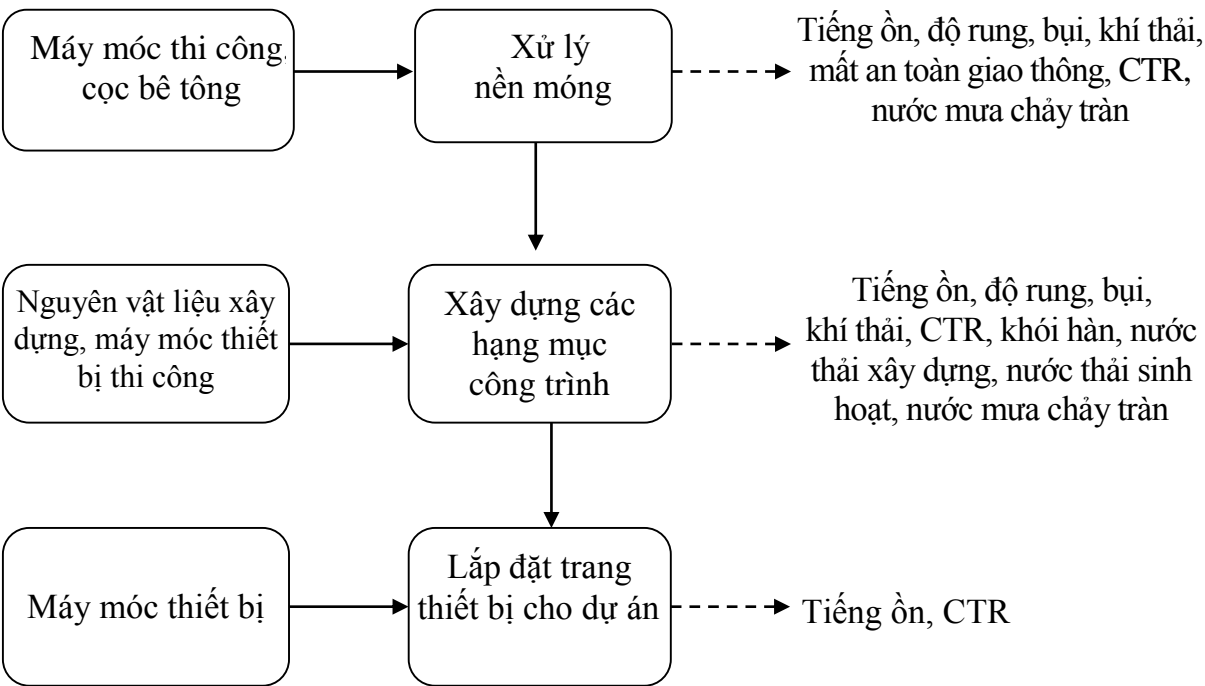 Máy móc thi công,
cọc bê tông
Xử lý
nền móng
Tiếng ồn, độ rung, bụi, khí thải,
mất an toàn giao thông, CTR,
nước mưa chảy tràn
Nguyên vật liệu xây
dựng, máy móc thiết
bị thi công
Xây dựng các
hạng mục
công trình
Tiếng ồn, độ rung, bụi,
khí thải, CTR, khói hàn, nước
thải xây dựng, nước thải sinh
hoạt, nước mưa chảy tràn
Máy móc thiết bị
Lắp đặt trang
thiết bị cho dự án
Tiếng ồn, CTR